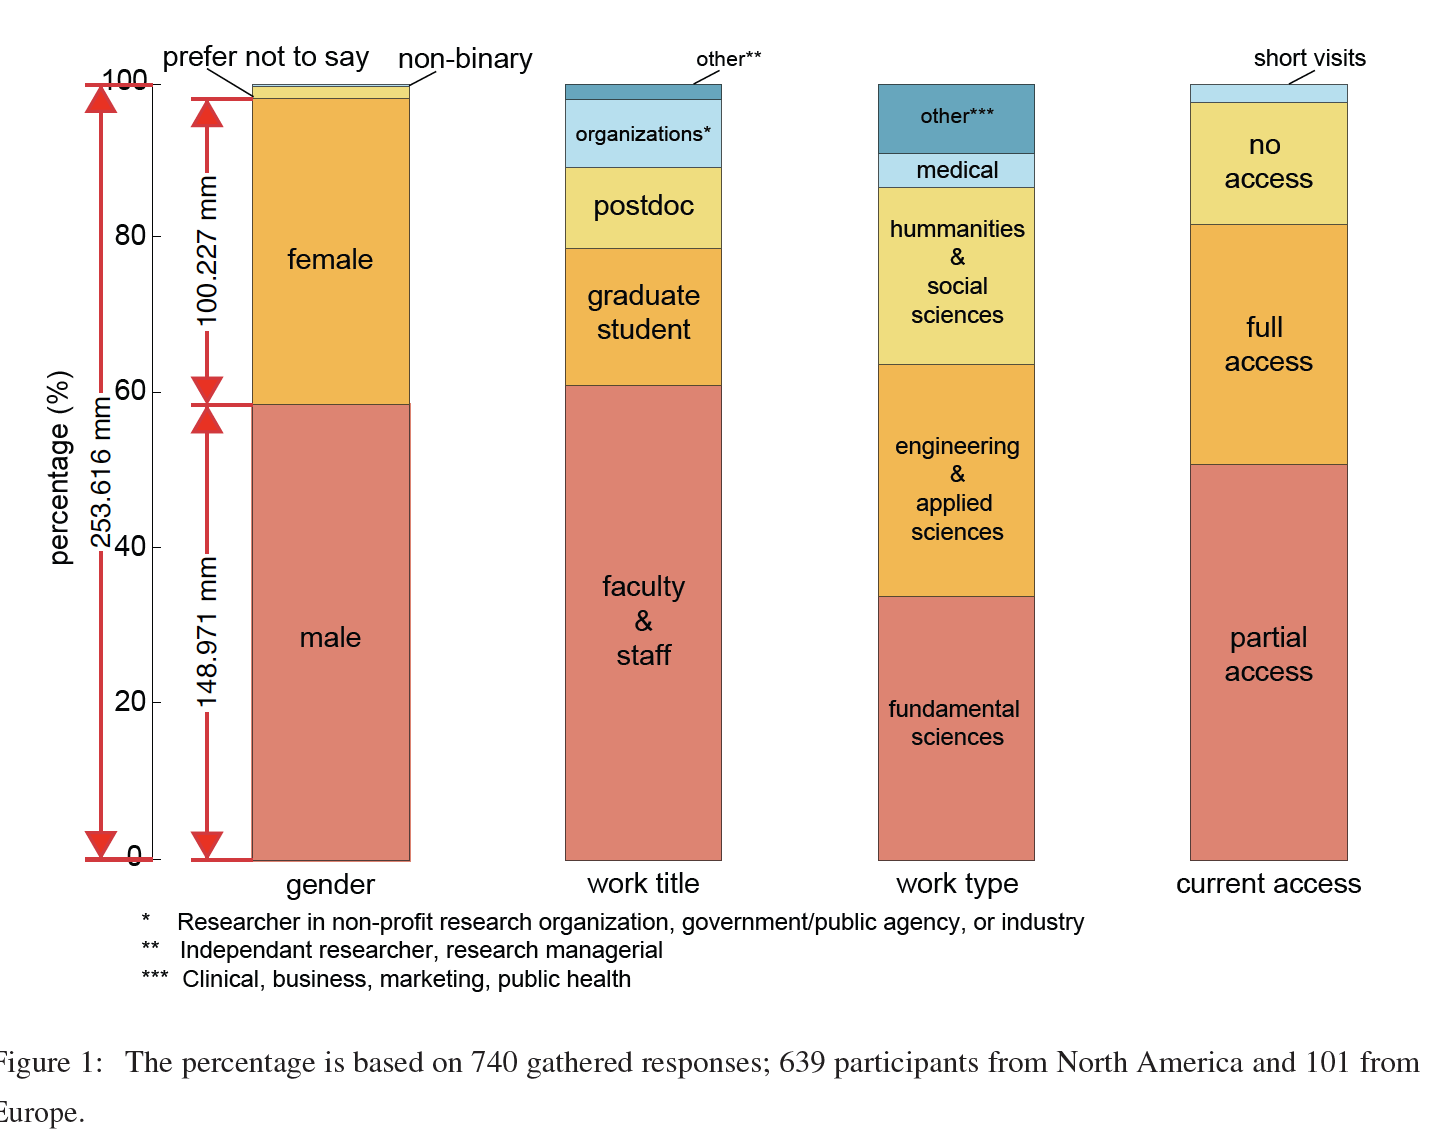 prefer not to say
non-binary
other**
short visits
100
80
60
40
20
0
percentage (%)
253.616 mm
100.227 mm
148.971 mm
female
male
organizations*
postdoc
graduate
student
faculty
&
staff
other***
medical
hummanities
&
social
sciences
engineering
&
applied
sciences
fundamental
sciences
no
access
full
access
partial
access
gender
work title
work type
current access
* Researcher in non-profit research organization, government/public agency, or industry
** Independant researcher, research managerial
*** Clinical, business, marketing, public health
Figure 1: The percentage is based on 740 gathered responses; 639 participants from North America and 101 from
Europe.